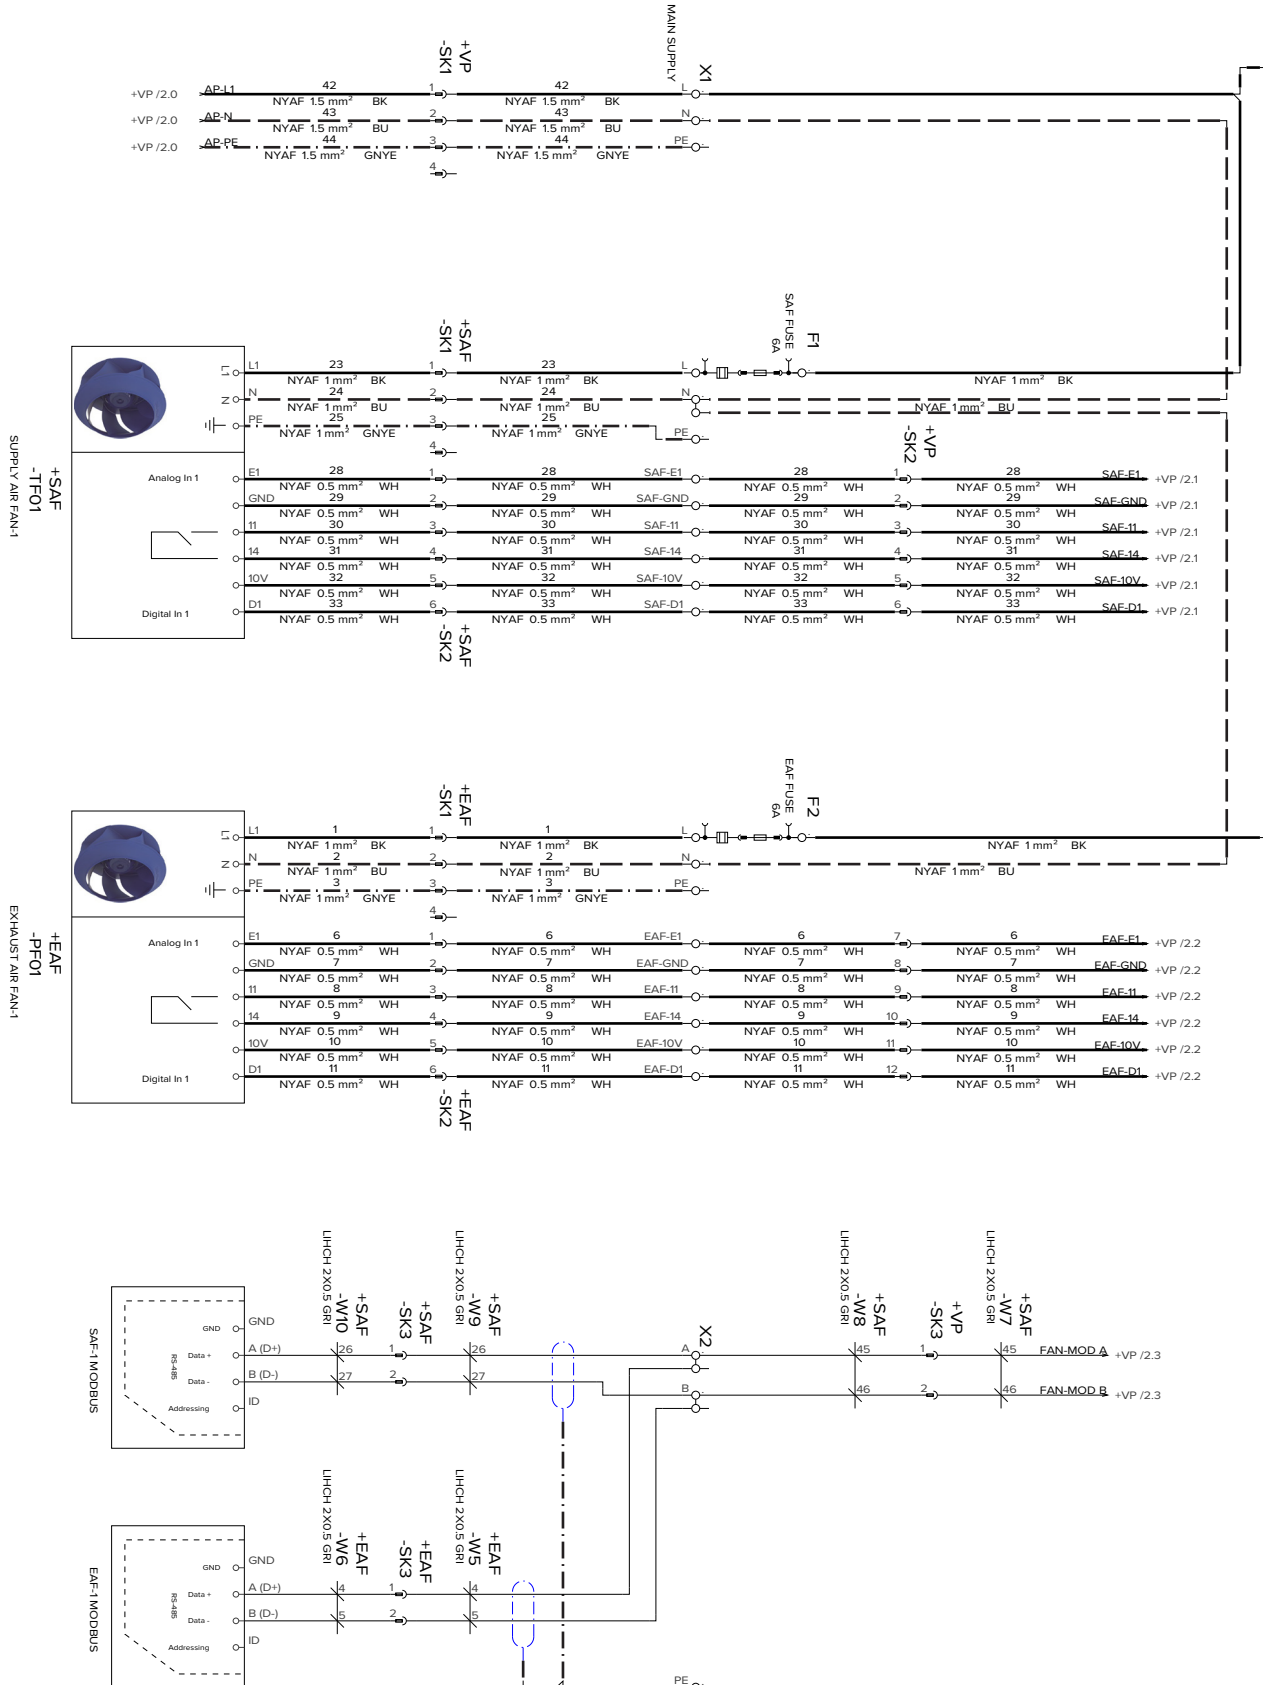 MAIN SUPPLY
X1
+VP
-SK1
+VP /2.0 AP-L1 42 1 42 L
NYAF 1.5 mm² BK NYAF 1.5 mm² BK
+VP /2.0 AP-N 43 2 43 N
NYAF 1.5 mm² BU NYAF 1.5 mm² BU
+VP /2.0 AP-PE 44 3 44 PE
NYAF 1.5 mm² GNYE NYAF 1.5 mm² GNYE
4
+SAF
-SK1
SAF FUSE
6A
F1
L1 L1 23 1 23 L
NYAF 1 mm² BK NYAF 1 mm² BK NYAF 1 mm² BK
N N 24 2 24 N
NYAF 1 mm² BU NYAF 1 mm² BU NYAF 1 mm² BU
PE 25 3 25 PE
NYAF 1 mm² GNYE NYAF 1 mm² GNYE
4
+VP
-SK2
+SAF
-TF01
SUPPLY AIR FAN-1
Analog In 1 E1 28 1 28 SAF-E1 28 1 28 SAF-E1 +VP /2.1
NYAF 0.5 mm² WH NYAF 0.5 mm² WH NYAF 0.5 mm² WH NYAF 0.5 mm² WH
GND 29 2 29 SAF-GND 29 2 29 SAF-GND +VP /2.1
NYAF 0.5 mm² WH NYAF 0.5 mm² WH NYAF 0.5 mm² WH NYAF 0.5 mm² WH
11 30 3 30 SAF-11 30 3 30 SAF-11 +VP /2.1
NYAF 0.5 mm² WH NYAF 0.5 mm² WH NYAF 0.5 mm² WH NYAF 0.5 mm² WH
14 31 4 31 SAF-14 31 4 31 SAF-14 +VP /2.1
NYAF 0.5 mm² WH NYAF 0.5 mm² WH NYAF 0.5 mm² WH NYAF 0.5 mm² WH
10V 32 5 32 SAF-10V 32 5 32 SAF-10V +VP /2.1
NYAF 0.5 mm² WH NYAF 0.5 mm² WH NYAF 0.5 mm² WH NYAF 0.5 mm² WH
Digital In 1 D1 33 6 33 SAF-D1 33 6 33 SAF-D1 +VP /2.1
NYAF 0.5 mm² WH NYAF 0.5 mm² WH NYAF 0.5 mm² WH NYAF 0.5 mm² WH
+SAF
-SK2
+EAF
-SK1
EAF FUSE
6A
F2
L1 L1 1 1 1 L
NYAF 1 mm² BK NYAF 1 mm² BK NYAF 1 mm² BK
N N 2 2 2 N
NYAF 1 mm² BU NYAF 1 mm² BU NYAF 1 mm² BU
PE 3 3 3 PE
NYAF 1 mm² GNYE NYAF 1 mm² GNYE
4
+EAF
-PF01
EXHAUST AIR FAN-1
Analog In 1 E1 6 1 6 EAF-E1 6 7 6 EAF-E1 +VP /2.2
NYAF 0.5 mm² WH NYAF 0.5 mm² WH NYAF 0.5 mm² WH NYAF 0.5 mm² WH
GND 7 2 7 EAF-GND 7 8 7 EAF-GND +VP /2.2
NYAF 0.5 mm² WH NYAF 0.5 mm² WH NYAF 0.5 mm² WH NYAF 0.5 mm² WH
11 8 3 8 EAF-11 8 9 8 EAF-11 +VP /2.2
NYAF 0.5 mm² WH NYAF 0.5 mm² WH NYAF 0.5 mm² WH NYAF 0.5 mm² WH
14 9 4 9 EAF-14 9 10 9 EAF-14 +VP /2.2
NYAF 0.5 mm² WH NYAF 0.5 mm² WH NYAF 0.5 mm² WH NYAF 0.5 mm² WH
10V 10 5 10 EAF-10V 10 11 10 EAF-10V +VP /2.2
NYAF 0.5 mm² WH NYAF 0.5 mm² WH NYAF 0.5 mm² WH NYAF 0.5 mm² WH
Digital In 1 D1 11 6 11 EAF-D1 11 12 11 EAF-D1 +VP /2.2
NYAF 0.5 mm² WH NYAF 0.5 mm² WH NYAF 0.5 mm² WH NYAF 0.5 mm² WH
+EAF
-SK2
+SAF
-W10
LIHCH 2X0.5 GRI
+SAF
-SK3
+SAF
-W9
LIHCH 2X0.5 GRI
X2
+SAF
-W8
LIHCH 2X0.5 GRI
+VP
-SK3
+SAF
-W7
LIHCH 2X0.5 GRI
SAF-1 MODBUS
RS-485
GND GND
Data + A (D+) 26 1 26 A 45 1 45 FAN-MOD A +VP /2.3
Data - B (D-) 27 2 27 B 46 2 46 FAN-MOD B +VP /2.3
Addressing ID
+EAF
-W6
LIHCH 2X0.5 GRI
+EAF
-SK3
+EAF
-W5
LIHCH 2X0.5 GRI
EAF-1 MODBUS
RS-485
GND GND
Data + A (D+) 4 1 4
Data - B (D-) 5 2 5
Addressing ID
PE